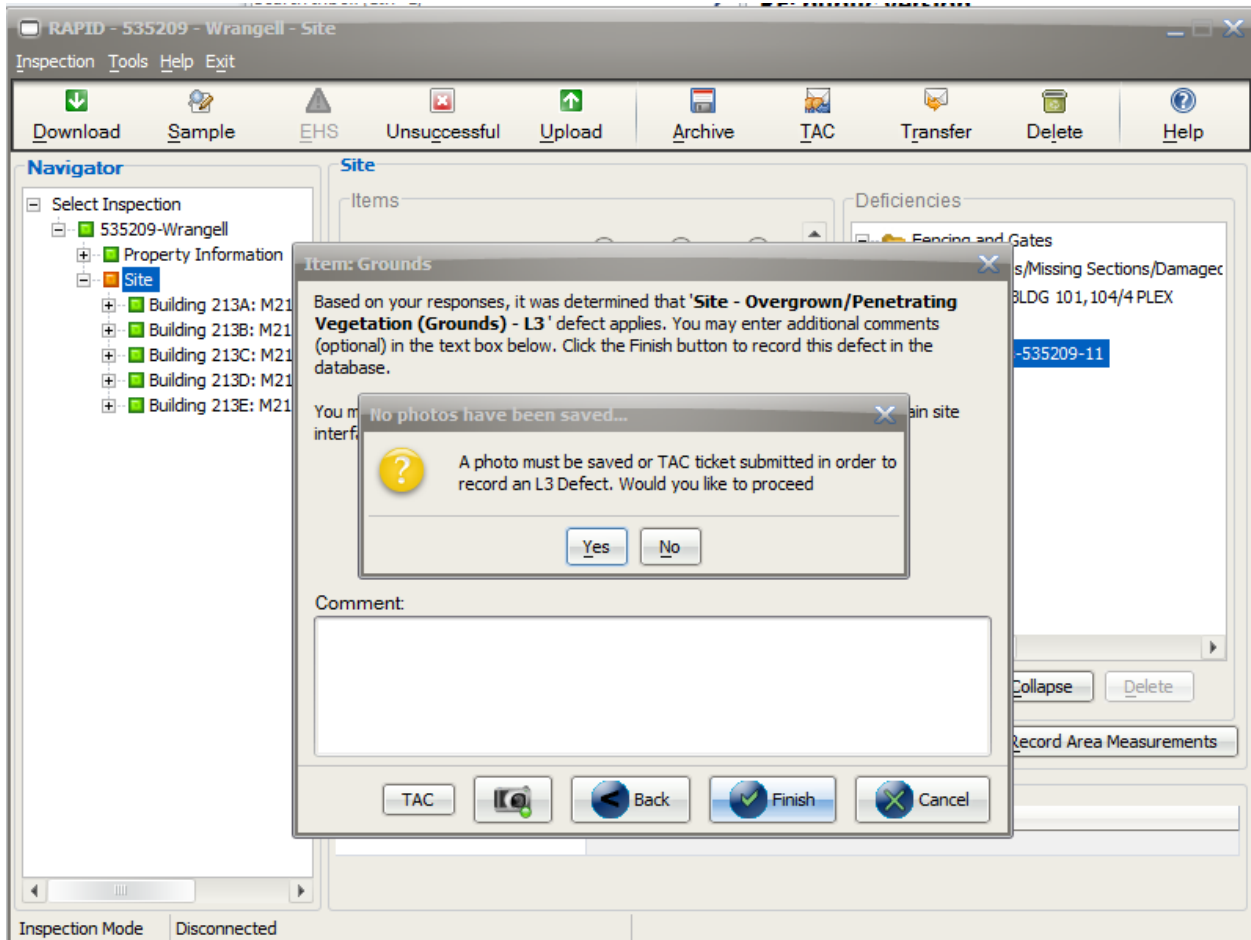 RAPID - 535209 - Wrangell - Site
Inspection Tools Help Exit
Download Sample EHS Unsuccessful Upload Archive TAC Transfer Delete Help
Navigator
Select Inspection
535209-Wrangell
Property Information
Site
Building 213A: M21
Building 213B: M21
Building 213C: M21
Building 213D: M21
Building 213E: M21
Site
Items
Deficiencies
Fencing and Gates
s/Missing Sections/Damaged
BLDG 101,104/4 PLEX
-535209-11
Item: Grounds
Based on your responses, it was determined that 'Site - Overgrown/Penetrating
Vegetation (Grounds) - L3' defect applies. You may enter additional comments
(optional) in the text box below. Click the Finish button to record this defect in the
database.
You m
ain site
interf
No photos have been saved...
A photo must be saved or TAC ticket submitted in order to
record an L3 Defect. Would you like to proceed
Yes No
Comment:
TAC Back Finish Cancel
Collapse Delete
Record Area Measurements
Inspection Mode Disconnected